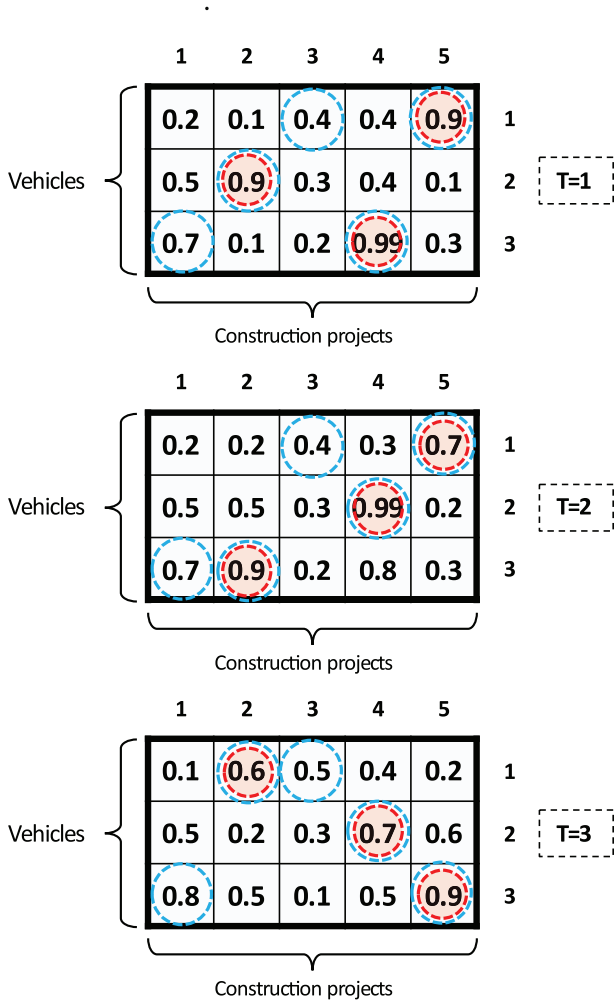 1 2 3 4 5
0.2 0.1 0.4 0.4 0.9 1
Vehicles 0.5 0.9 0.3 0.4 0.1 2 T=1
0.7 0.1 0.2 0.99 0.3 3
Construction projects
1 2 3 4 5
0.2 0.2 0.4 0.3 0.7 1
Vehicles 0.5 0.5 0.3 0.99 0.2 2 T=2
0.7 0.9 0.2 0.8 0.3 3
Construction projects
1 2 3 4 5
0.1 0.6 0.5 0.4 0.2 1
Vehicles 0.5 0.2 0.3 0.7 0.6 2 T=3
0.8 0.5 0.1 0.5 0.9 3
Construction projects